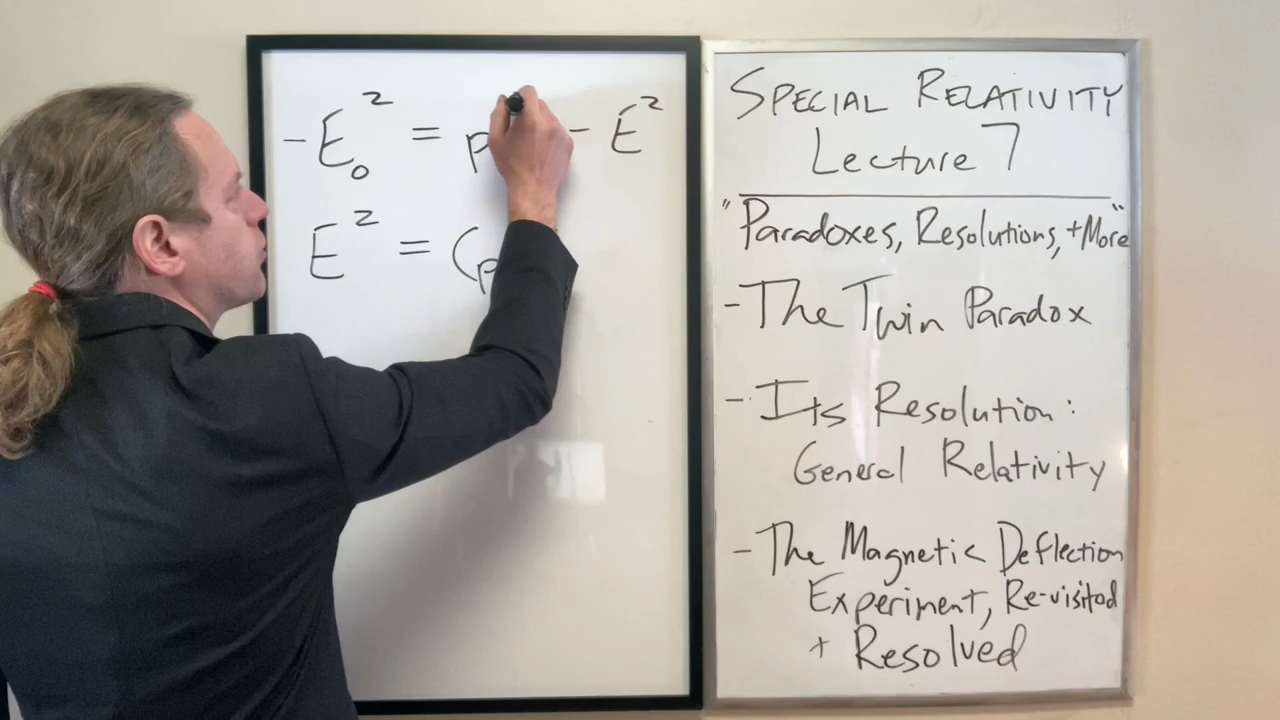 -E₀² = p - E²
E² = (p
SPECIAL RELATIVITY
Lecture 7
"Paradoxes, Resolutions, + More"
- The Twin Paradox
- Its Resolution:
General Relativity
- The Magnetic Deflection
Experiment, Re-visited
+ Resolved